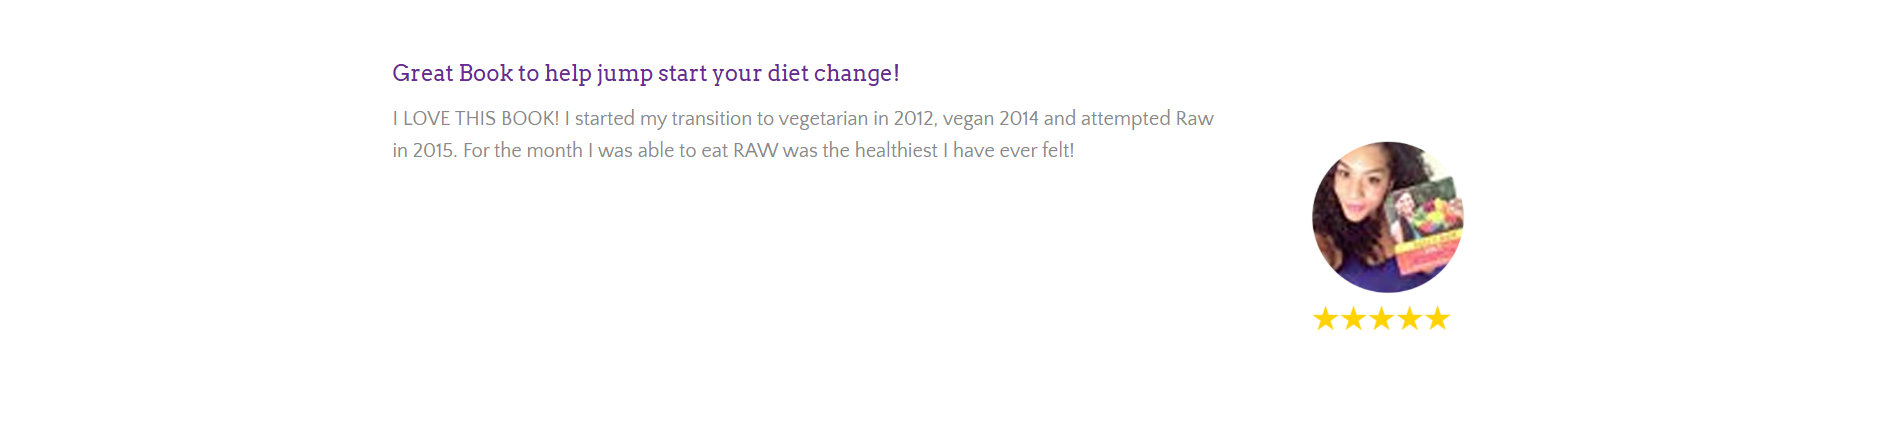 Great Book to help jump start your diet change!
I LOVE THIS BOOK! I started my transition to vegetarian in 2012, vegan 2014 and attempted Raw
in 2015. For the month I was able to eat RAW was the healthiest I have ever felt!